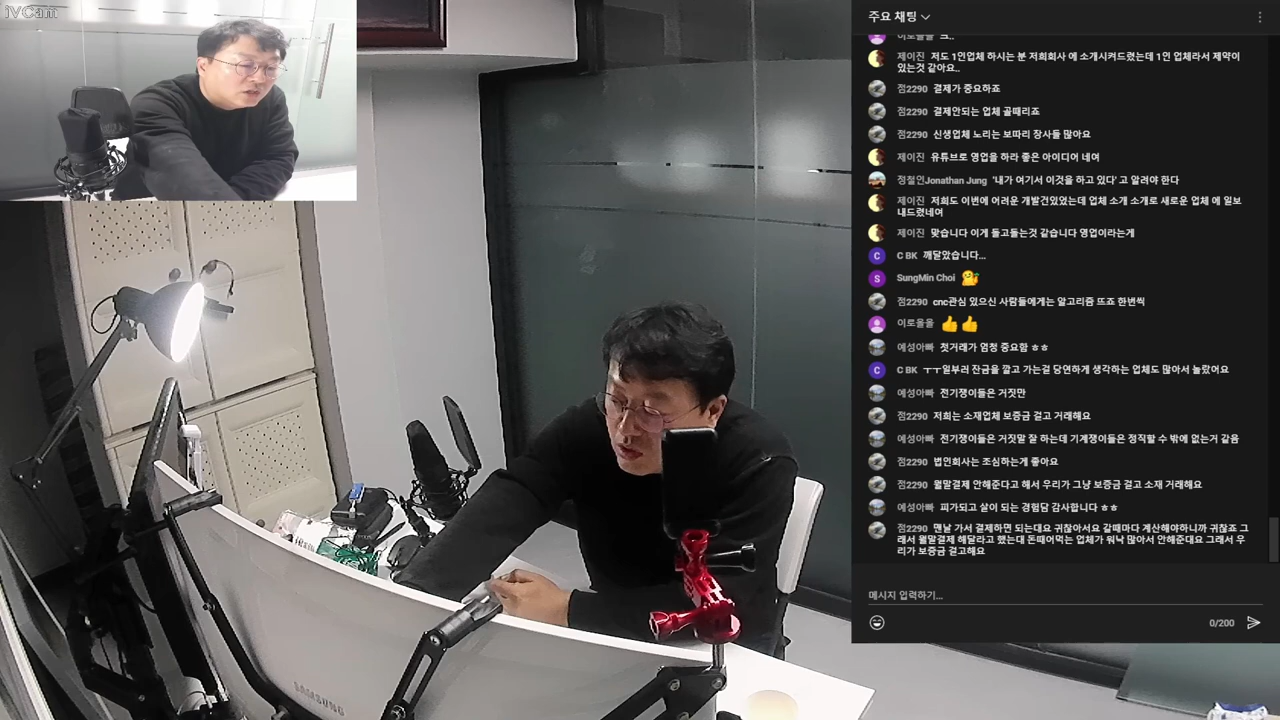 iVCam
주요 채팅
이로율율 크..
제이진 저도 1인업체 하시는 분 저희회사 에 소개시켜드렸는데 1인 업체라서 제약이
있는것 같아요..
점2290 결제가 중요하죠
점2290 결제안되는 업체 골때리죠
점2290 신생업체 노리는 보따리 장사들 많아요
제이진 유튜브로 영업을 하라 좋은 아이디어 네여
정철인Jonathan Jung '내가 여기서 이것을 하고 있다' 고 알려야 한다
제이진 저희도 이번에 어려운 개발건있었는데 업체 소개 소개로 새로운 업체 에 일보
내드렸네여
제이진 맞습니다 이게 돌고돌는것 같습니다 영업이라는게
C BK 깨달았습니다...
SungMin Choi
점2290 cnc관심 있으신 사람들에게는 알고리즘 뜨죠 한번씩
이로율율 👍👍
예성아빠 첫거래가 엄청 중요함 ㅎㅎ
C BK ㅜㅜ일부러 잔금을 깔고 가는걸 당연하게 생각하는 업체도 많아서 놀랐어요
예성아빠 전기쟁이들은 거짓만
점2290 저희는 소재업체 보증금 걸고 거래해요
예성아빠 전기쟁이들은 거짓말 잘 하는데 기계쟁이들은 정직할 수 밖에 없는거 같음
점2290 법인회사는 조심하는게 좋아요
점2290 월말결제 안해준다고 해서 우리가 그냥 보증금 걸고 소재 거래해요
예성아빠 피가되고 살이 되는 경험담 감사합니다 ㅎㅎ
점2290 맨날 가서 결제하면 되는대요 귀찮아서요 갈때마다 계산해야하니까 귀찮죠 그
래서 월말결제 해달라고 했는대 돈때어먹는 업체가 워낙 많아서 안해준대요 그래서 우
리가 보증금 걸고해요
메시지 입력하기...
0/200
SAMSUNG